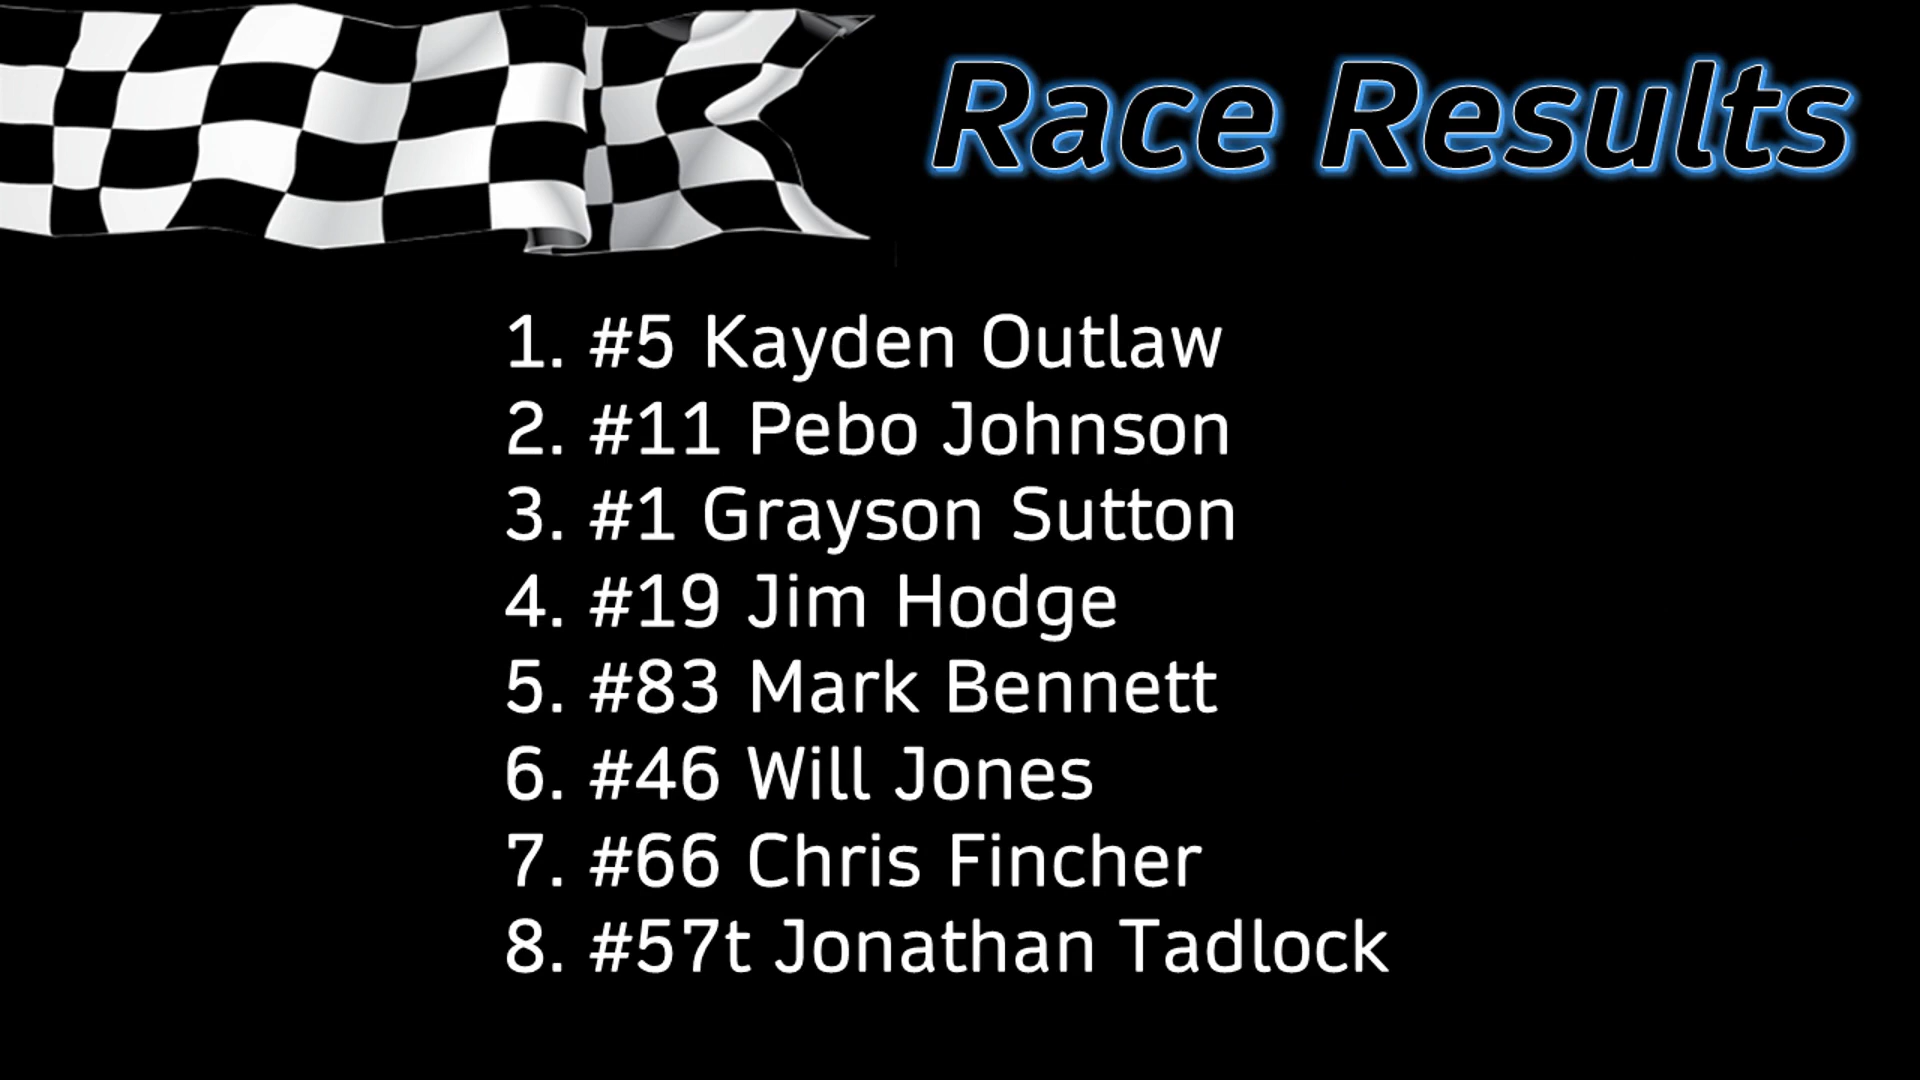 Race Results
1. #5 Kayden Outlaw
2. #11 Pebo Johnson
3. #1 Grayson Sutton
4. #19 Jim Hodge
5. #83 Mark Bennett
6. #46 Will Jones
7. #66 Chris Fincher
8. #57t Jonathan Tadlock